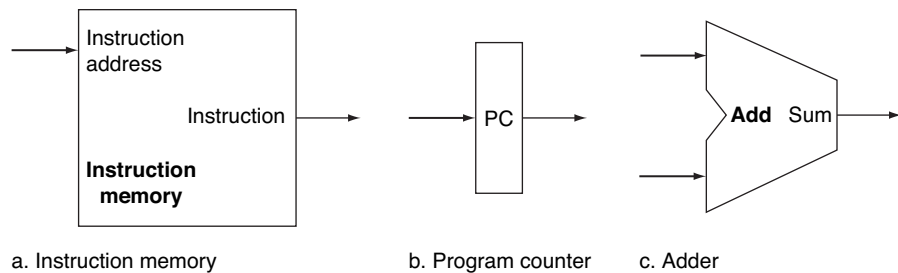 Instruction
address
Instruction
Instruction
memory
PC
Add Sum
a. Instruction memory
b. Program counter
c. Adder